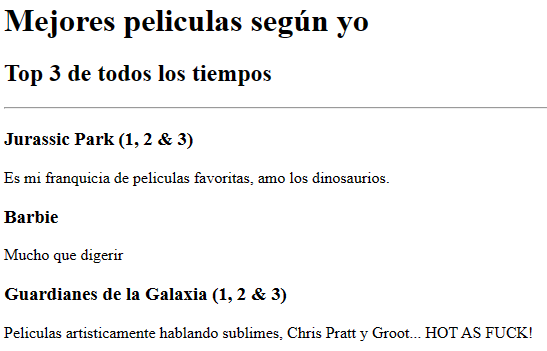 Mejores peliculas según yo
Top 3 de todos los tiempos
Jurassic Park (1, 2 & 3)
Es mi franquicia de peliculas favoritas, amo los dinosaurios.
Barbie
Mucho que digerir
Guardianes de la Galaxia (1, 2 & 3)
Peliculas artisticamente hablando sublimes, Chris Pratt y Groot... HOT AS FUCK!